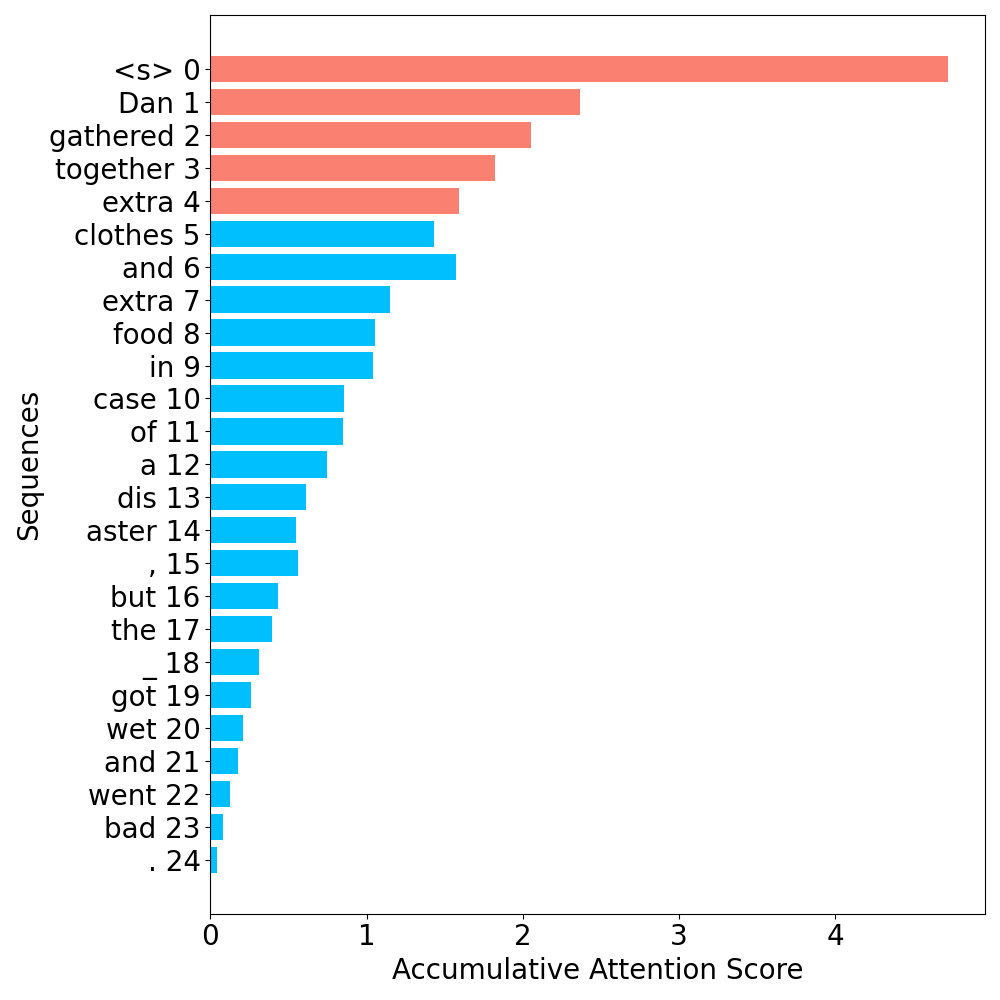 <s> 0
Dan 1
gathered 2
together 3
extra 4
clothes 5
and 6
extra 7
food 8
in 9
case 10
of 11
a 12
dis 13
aster 14
, 15
but 16
the 17
_ 18
got 19
wet 20
and 21
went 22
bad 23
. 24
Sequences
0 1 2 3 4
Accumulative Attention Score